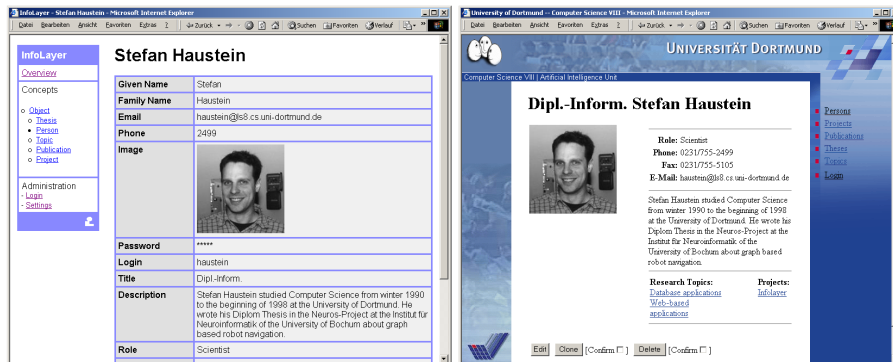 InfoLayer - Stefan Haustein - Microsoft Internet Explorer
Datei Bearbeiten Ansicht Favoriten Extras ? Zurück Suchen Favoriten Verlauf
InfoLayer
Overview
Concepts
Object
Thesis
Person
Topic
Publication
Project
Administration
- Login
- Settings
Stefan Haustein
Given Name Stefan
Family Name Haustein
Email haustein@ls8.cs.uni-dortmund.de
Phone 2499
Image
Password *****
Login haustein
Title Dipl.-Inform.
Description Stefan Haustein studied Computer Science from winter 1990
to the beginning of 1998 at the University of Dortmund. He
wrote his Diplom Thesis in the Neuros-Project at the Institut für
Neuroinformatik of the University of Bochum about graph
based robot navigation.
Role Scientist
University of Dortmund -- Computer Science VIII - Microsoft Internet Explorer
Datei Bearbeiten Ansicht Favoriten Extras ? Zurück Suchen Favoriten Verlauf
UNIVERSITÄT DORTMUND
Computer Science VIII | Artificial Intelligence Unit
Dipl.-Inform. Stefan Haustein
Role: Scientist
Phone: 0231/755-2499
Fax: 0231/755-5105
E-Mail: haustein@ls8.cs.uni-dortmund.de
Stefan Haustein studied Computer Science
from winter 1990 to the beginning of 1998
at the University of Dortmund. He wrote his
Diplom Thesis in the Neuros-Project at the
Institut für Neuroinformatik of the
University of Bochum about graph based
robot navigation.
Research Topics: Projects:
Database applications Infolayer
Web-based
applications
Edit Clone [Confirm ] Delete [Confirm ]
Persons
Projects
Publications
Theses
Topics
Login